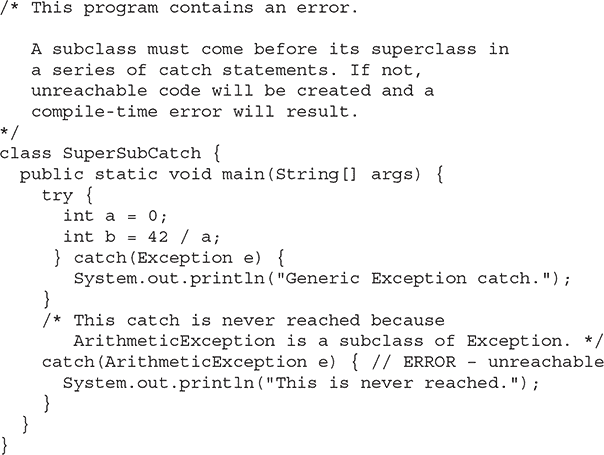 /* This program contains an error.
   A subclass must come before its superclass in
   a series of catch statements. If not,
   unreachable code will be created and a
   compile-time error will result.
*/
class SuperSubCatch {
  public static void main(String[] args) {
    try {
      int a = 0;
      int b = 42 / a;
     } catch(Exception e) {
       System.out.println("Generic Exception catch.");
    }
    /* This catch is never reached because
       ArithmeticException is a subclass of Exception. */
    catch(ArithmeticException e) { // ERROR – unreachable
      System.out.println("This is never reached.");
    }
  }
}